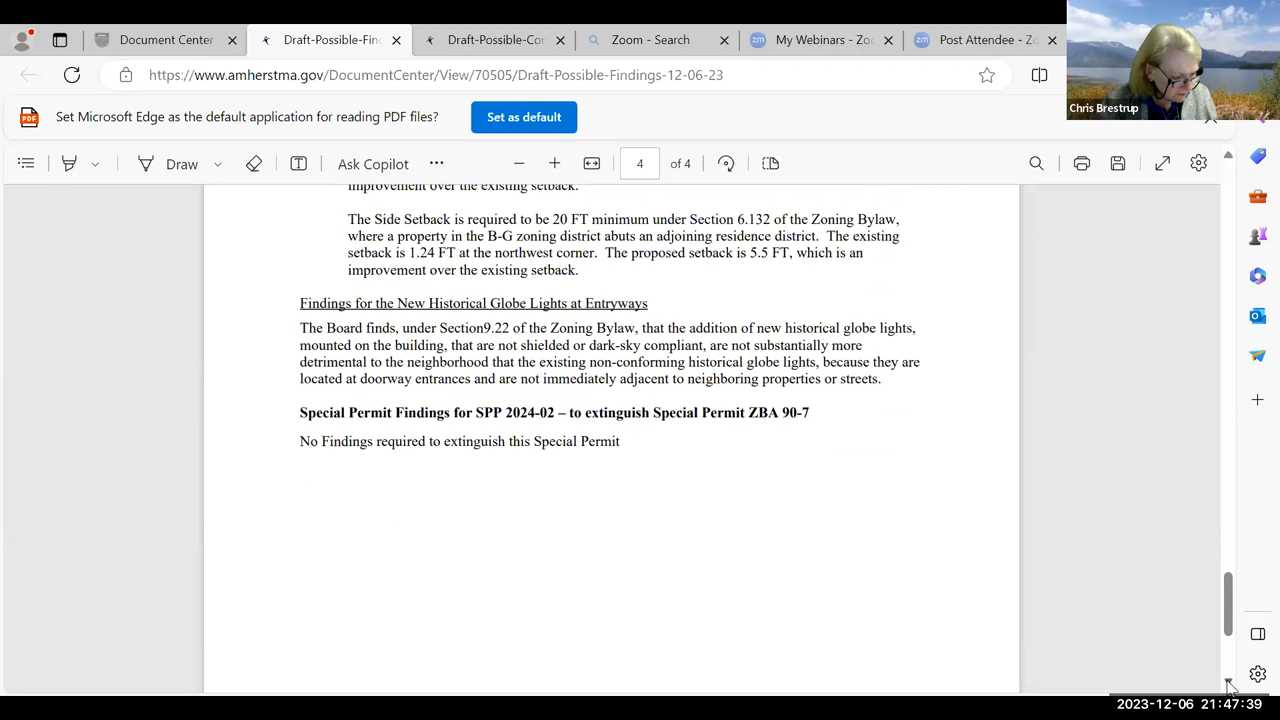 Document Center
Draft-Possible-Fin
Draft-Possible-Co
Zoom - Search
My Webinars - Zo
Post Attendee - Zo
https://www.amherstma.gov/DocumentCenter/View/70505/Draft-Possible-Findings-12-06-23
Chris Brestrup
PDF
Set Microsoft Edge as the default application for reading PDF files?
Set as default
Draw
Ask Copilot
4
of 4
improvement over the existing setback.
The Side Setback is required to be 20 FT minimum under Section 6.132 of the Zoning Bylaw,
where a property in the B-G zoning district abuts an adjoining residence district.  The existing
setback is 1.24 FT at the northwest corner.  The proposed setback is 5.5 FT, which is an
improvement over the existing setback.
Findings for the New Historical Globe Lights at Entryways
The Board finds, under Section9.22 of the Zoning Bylaw, that the addition of new historical globe lights,
mounted on the building, that are not shielded or dark-sky compliant, are not substantially more
detrimental to the neighborhood that the existing non-conforming historical globe lights, because they are
located at doorway entrances and are not immediately adjacent to neighboring properties or streets.
Special Permit Findings for SPP 2024-02 – to extinguish Special Permit ZBA 90-7
No Findings required to extinguish this Special Permit
2023-12-06 21:47:39